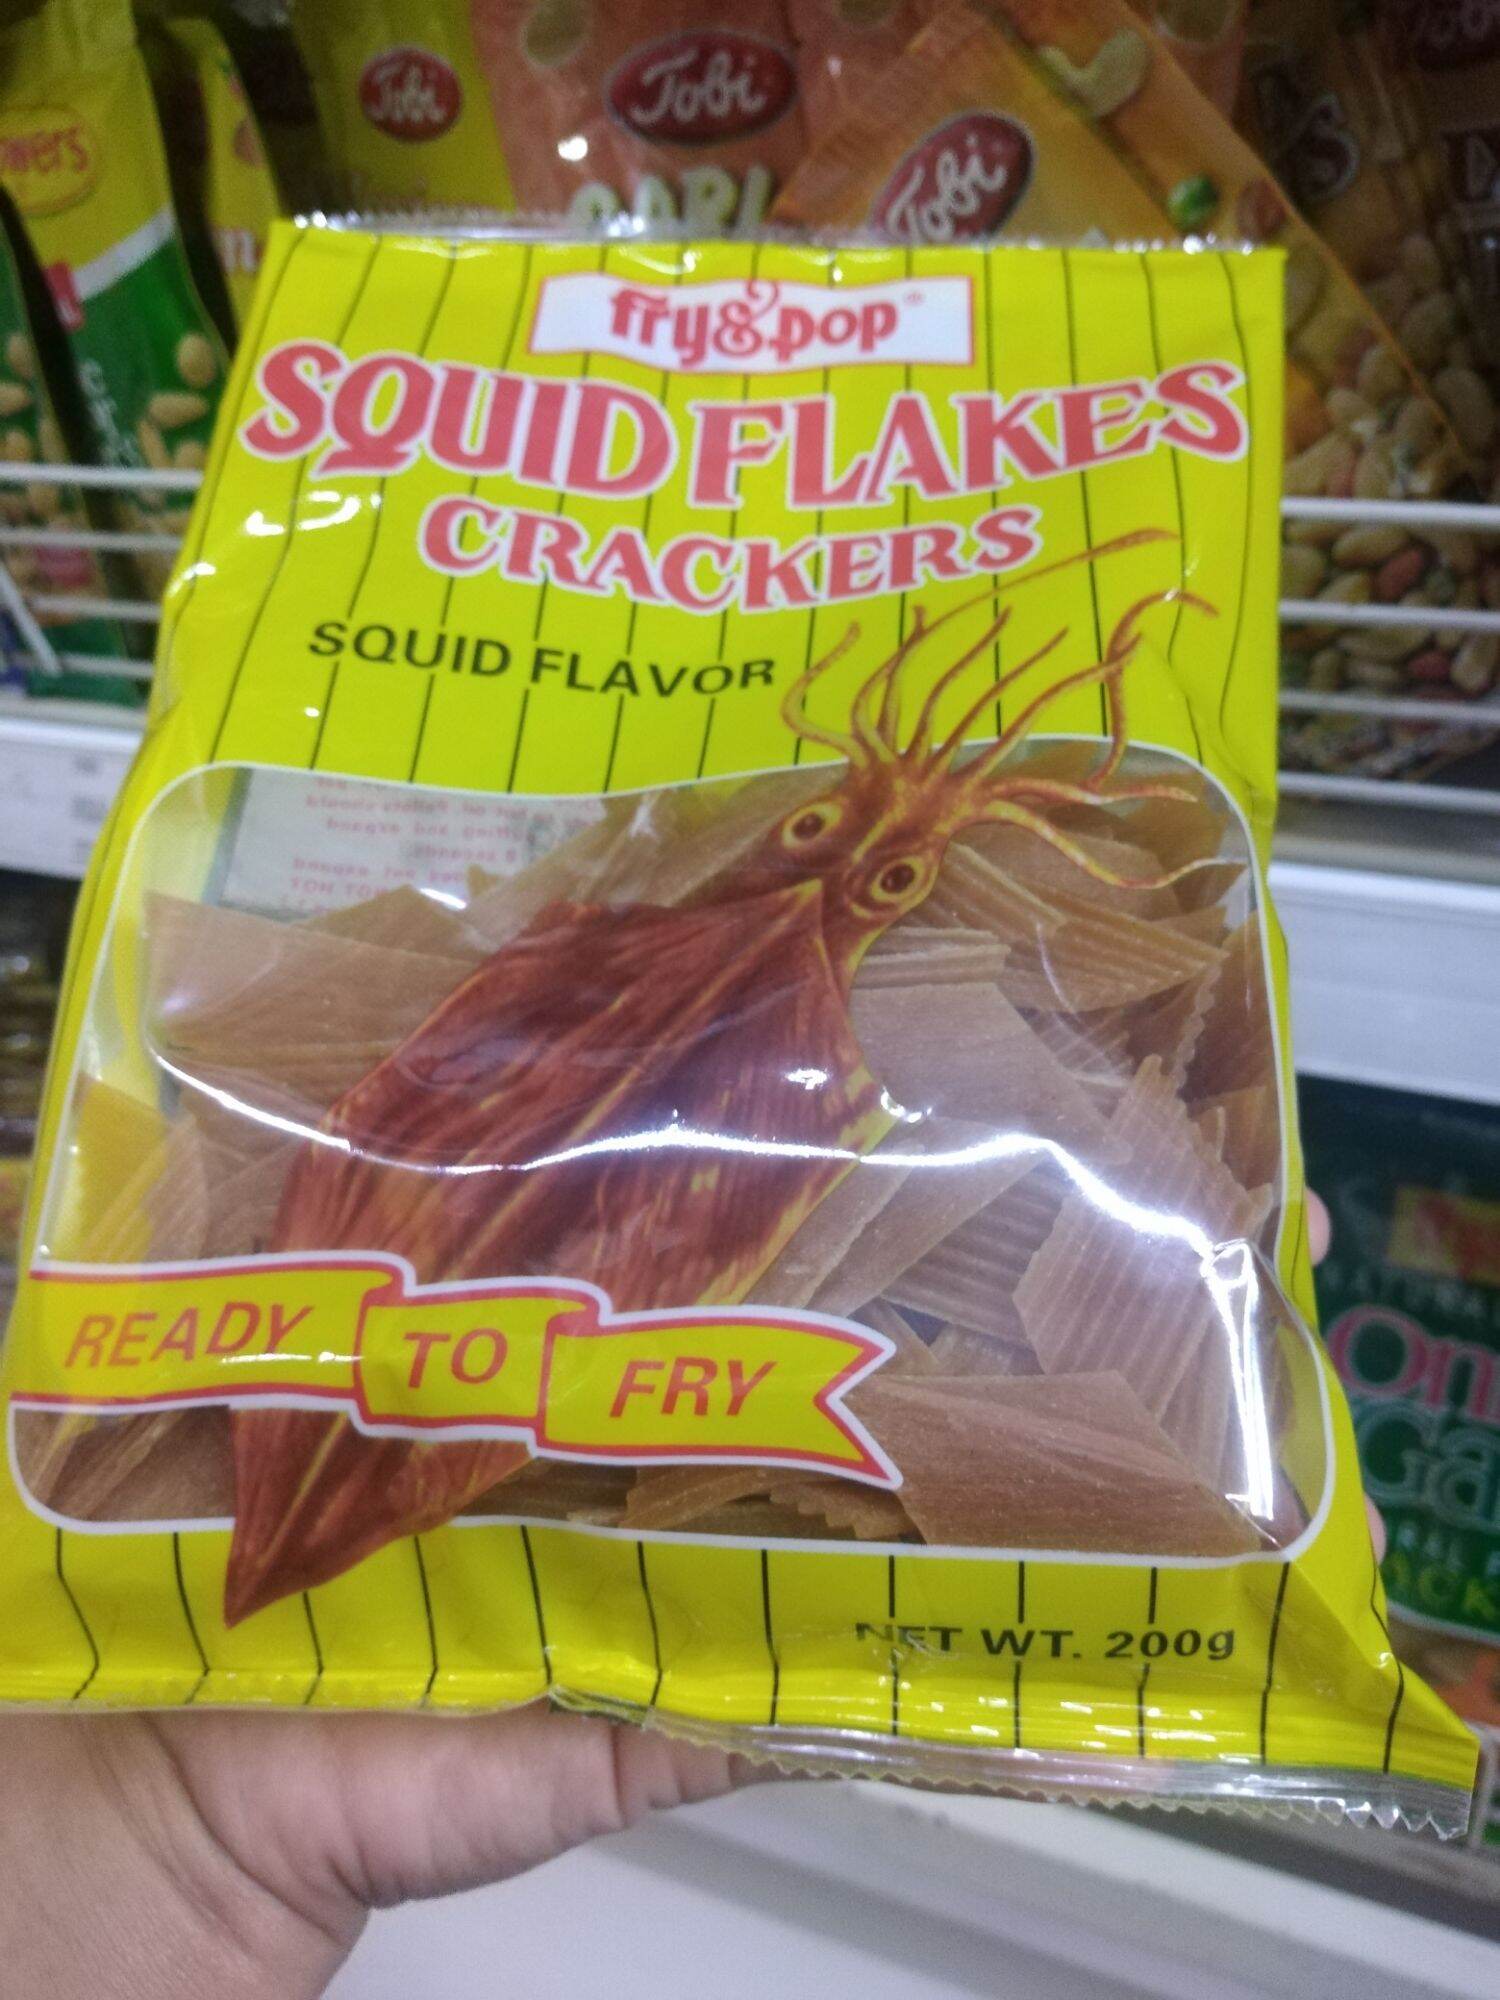 Tobi
Tobi
Tobi
fry&pop®
SQUID FLAKES
CRACKERS
SQUID FLAVOR
READY TO FRY
NET WT. 200g